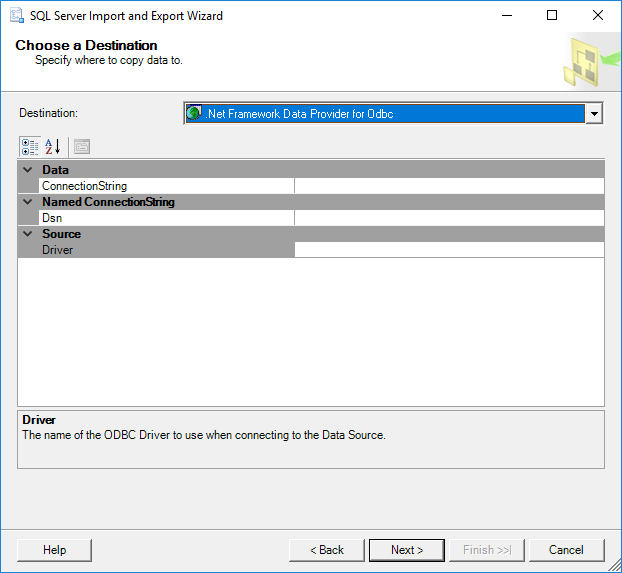 SQL Server Import and Export Wizard
Choose a Destination
Specify where to copy data to.
Destination:
.Net Framework Data Provider for Odbc
Data
ConnectionString
Named ConnectionString
Dsn
Source
Driver
Driver
The name of the ODBC Driver to use when connecting to the Data Source.
Help
< Back
Next >
Finish >>|
Cancel